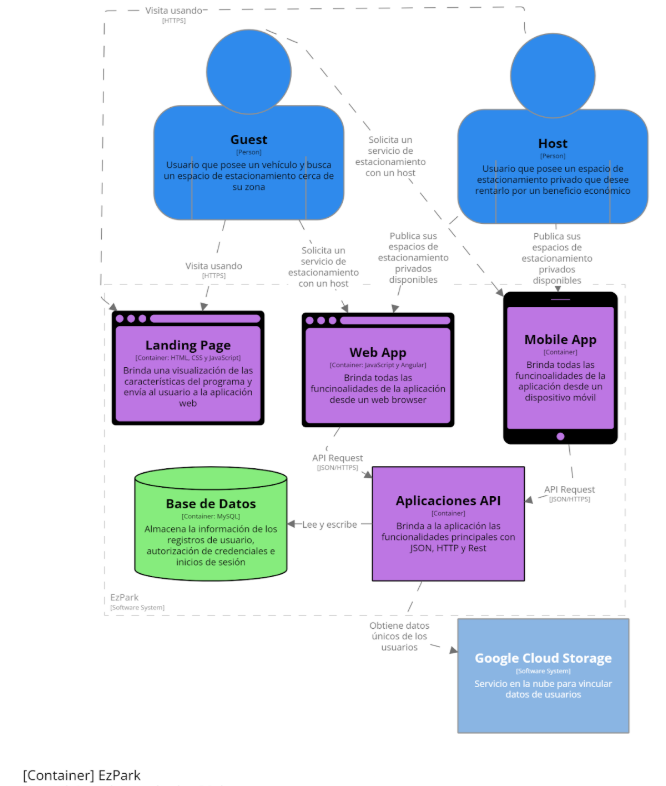 Visita usando
[HTTPS]
Guest
[Person]
Usuario que posee un vehículo y busca
un espacio de estacionamiento cerca de
su zona
Solicita un
servicio de
estacionamiento
con un host
Host
[Person]
Usuario que posee un espacio de
estacionamiento privado que desee
rentarlo por un beneficio económico
Visita usando
[HTTPS]
Solicita un
servicio de
estacionamiento
con un host
Publica sus
espacios de
estacionamiento
privados
disponibles
Publica sus
espacios de
estacionamiento
privados
disponibles
Landing Page
[Container: HTML, CSS y JavaScript]
Brinda una visualización de las
características del programa y
envía al usuario a la aplicación
web
Web App
[Container: JavaScript y Angular]
Brinda todas las
funcinoalidades de la aplicación
desde un web browser
Mobile App
[Container]
Brinda todas las
funcinoalidades de la
aplicación desde un
dispositivo móvil
API Request
[JSON/HTTPS]
API Request
[JSON/HTTPS]
Base de Datos
[Container: MySQL]
Almacena la información de los
registros de usuario,
autorización de credenciales e
inicios de sesión
Lee y escribe
Aplicaciones API
[Container]
Brinda a la aplicación las
funcionalidades principales con
JSON, HTTP y Rest
EzPark
[Software System]
Obtiene datos
únicos de los
usuarios
Google Cloud Storage
[Software System]
Servicio en la nube para vincular
datos de usuarios
[Container] EzPark